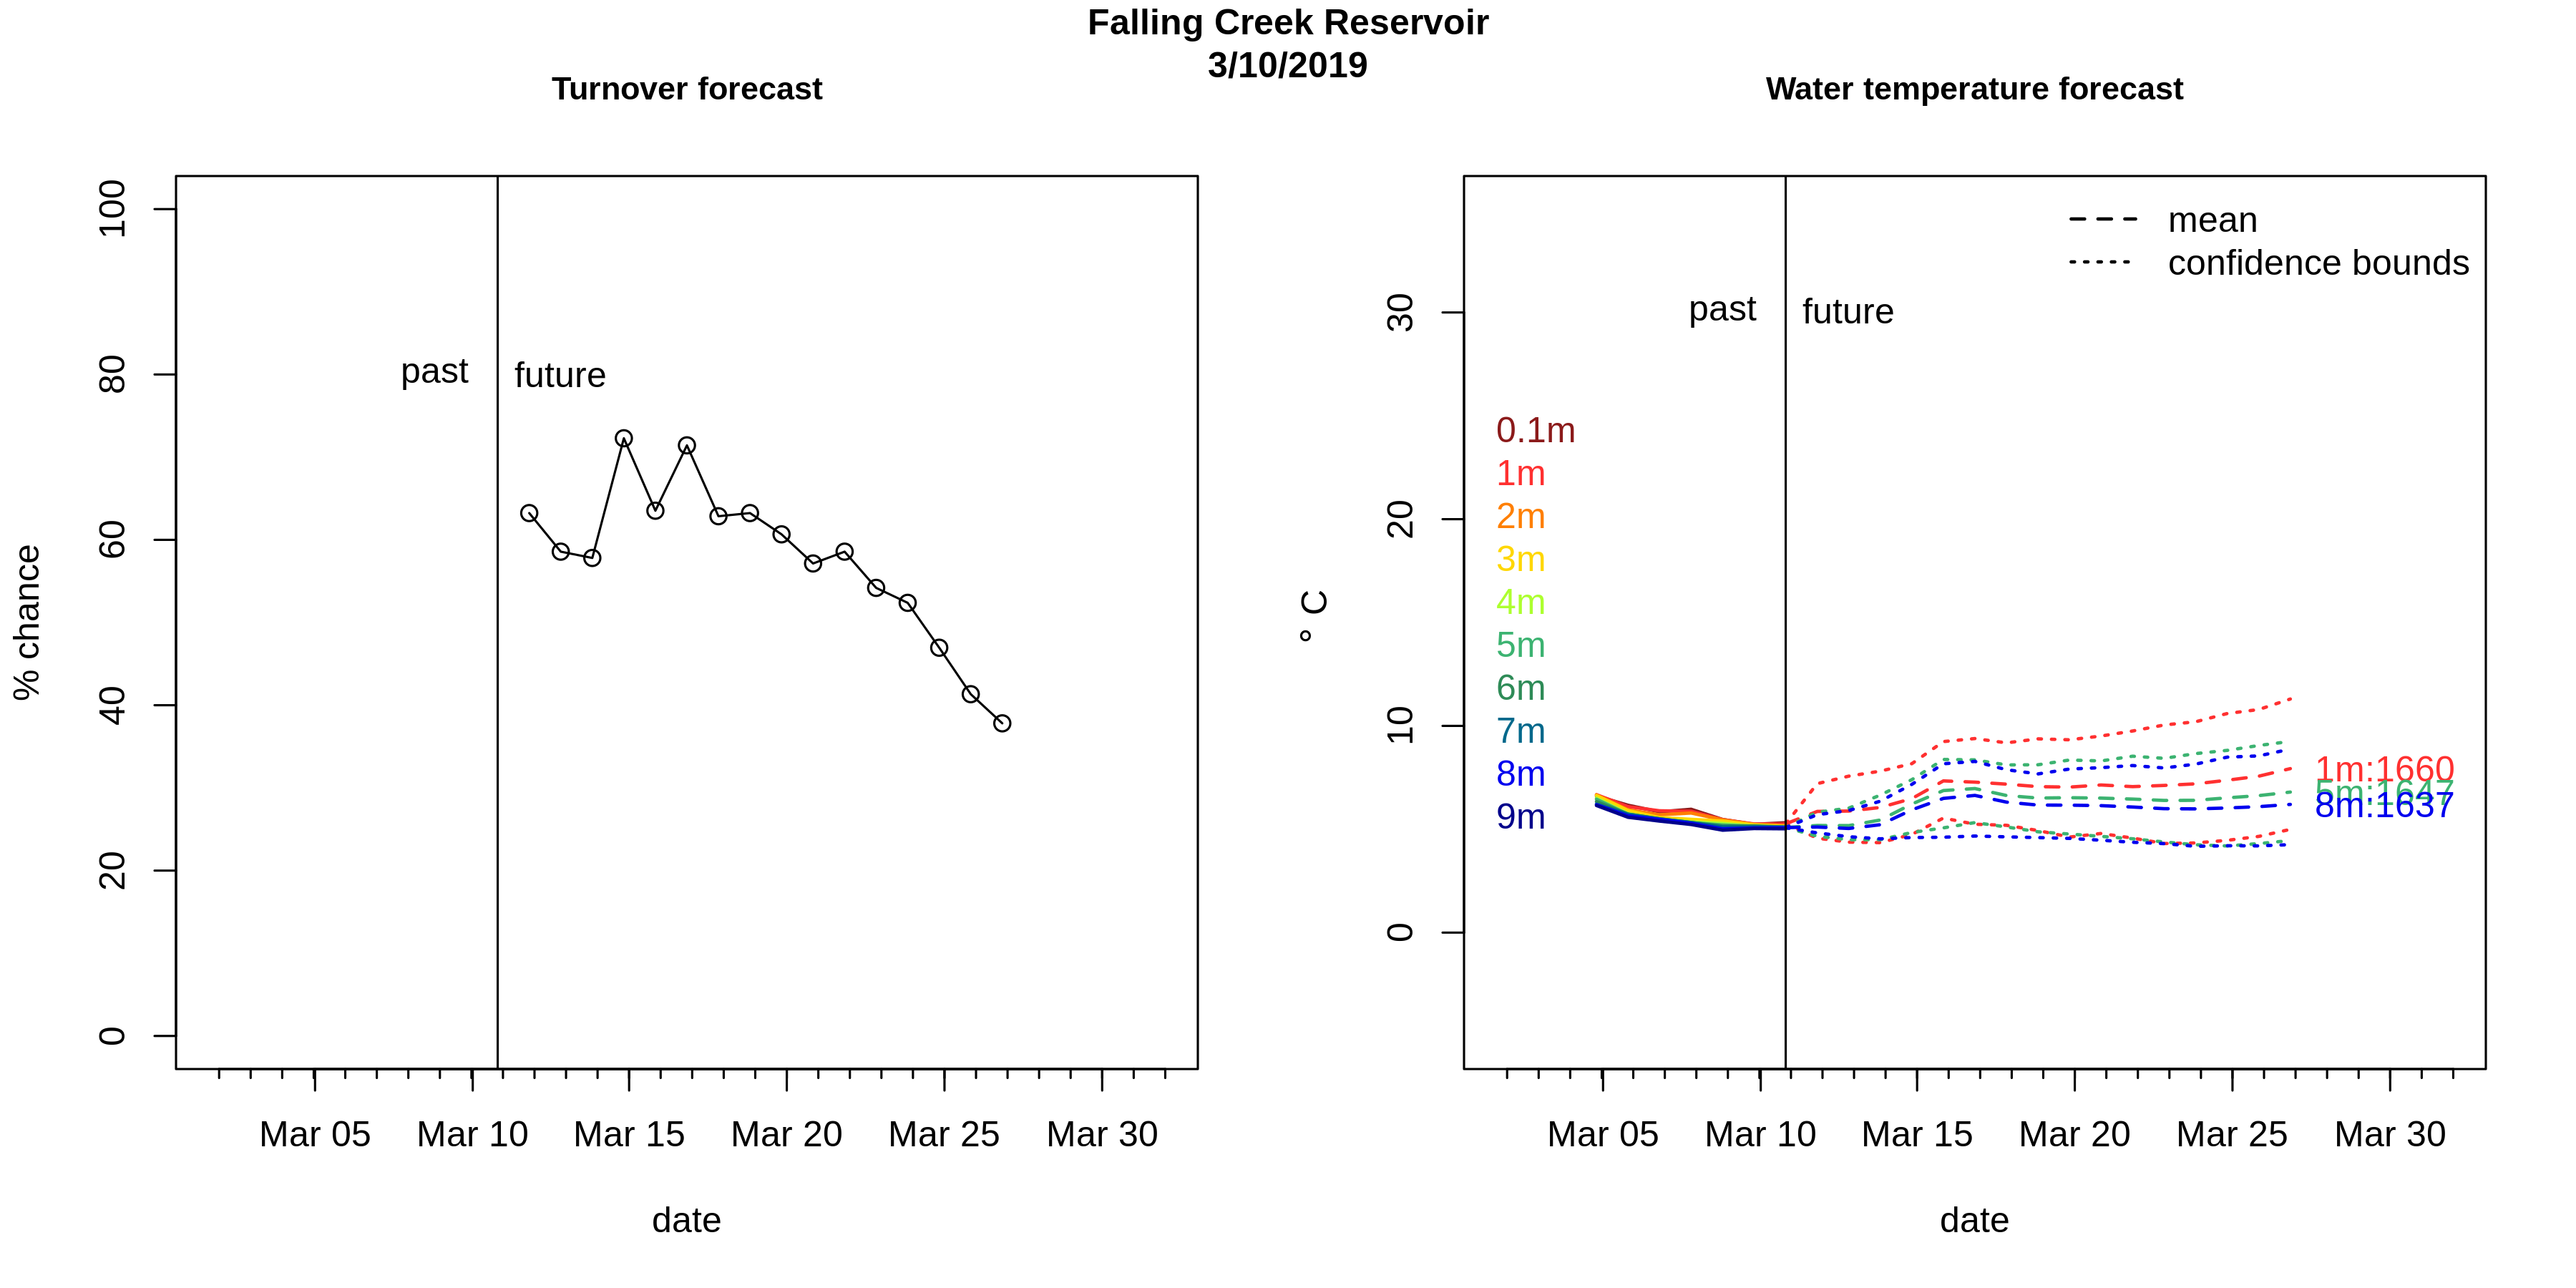 Falling Creek Reservoir
3/10/2019
Turnover forecast
% chance
100
80
60
40
20
0
past
future
Mar 05 Mar 10 Mar 15 Mar 20 Mar 25 Mar 30
date
Water temperature forecast
° C
30
20
10
0
mean
confidence bounds
past
future
0.1m
1m
2m
3m
4m
5m
6m
7m
8m
9m
1m:1660
5m:1647
8m:1637
Mar 05 Mar 10 Mar 15 Mar 20 Mar 25 Mar 30
date